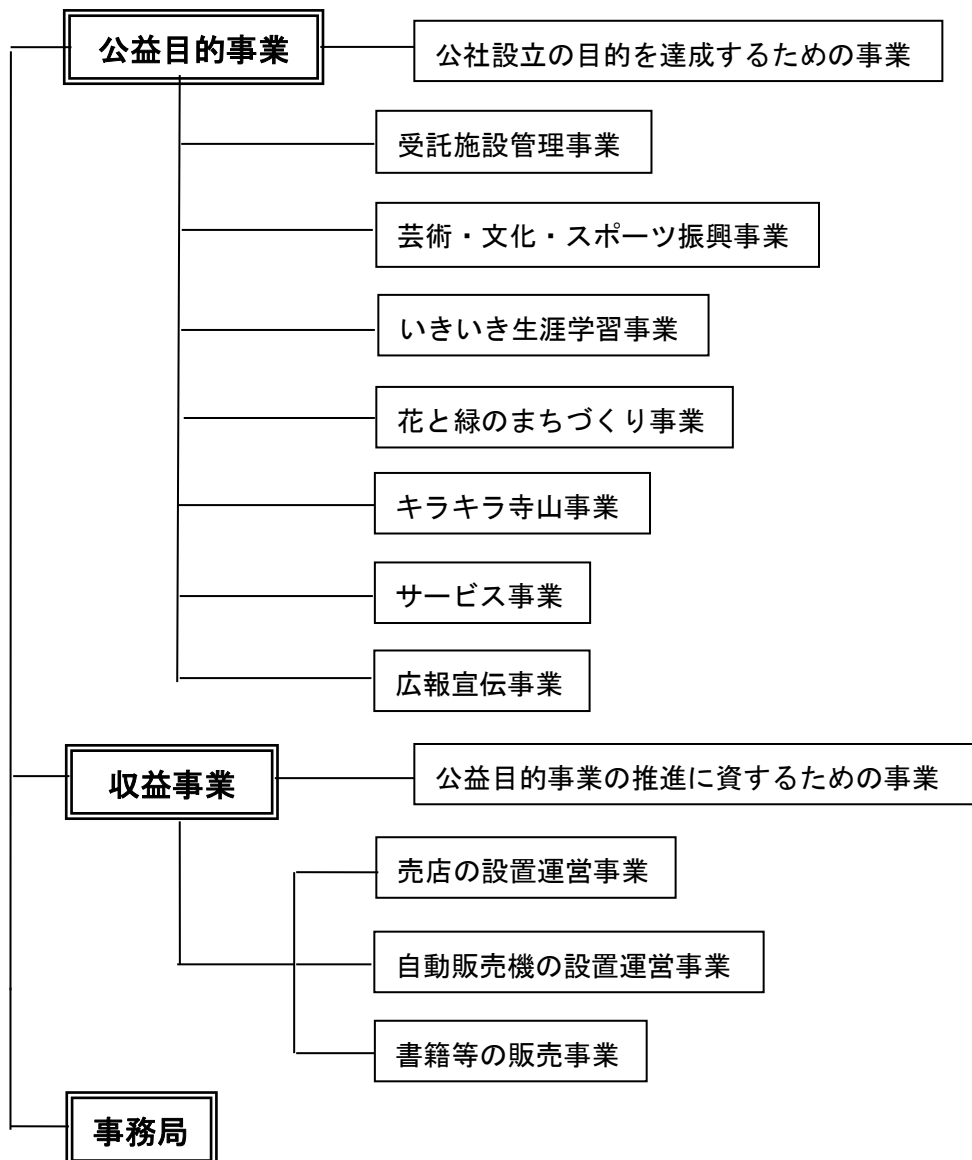 公益目的事業
公社設立の目的を達成するための事業
受託施設管理事業
芸術・文化・スポーツ振興事業
いきいき生涯学習事業
花と緑のまちづくり事業
キラキラ寺山事業
サービス事業
広報宣伝事業
収益事業
公益目的事業の推進に資するための事業
売店の設置運営事業
自動販売機の設置運営事業
書籍等の販売事業
事務局